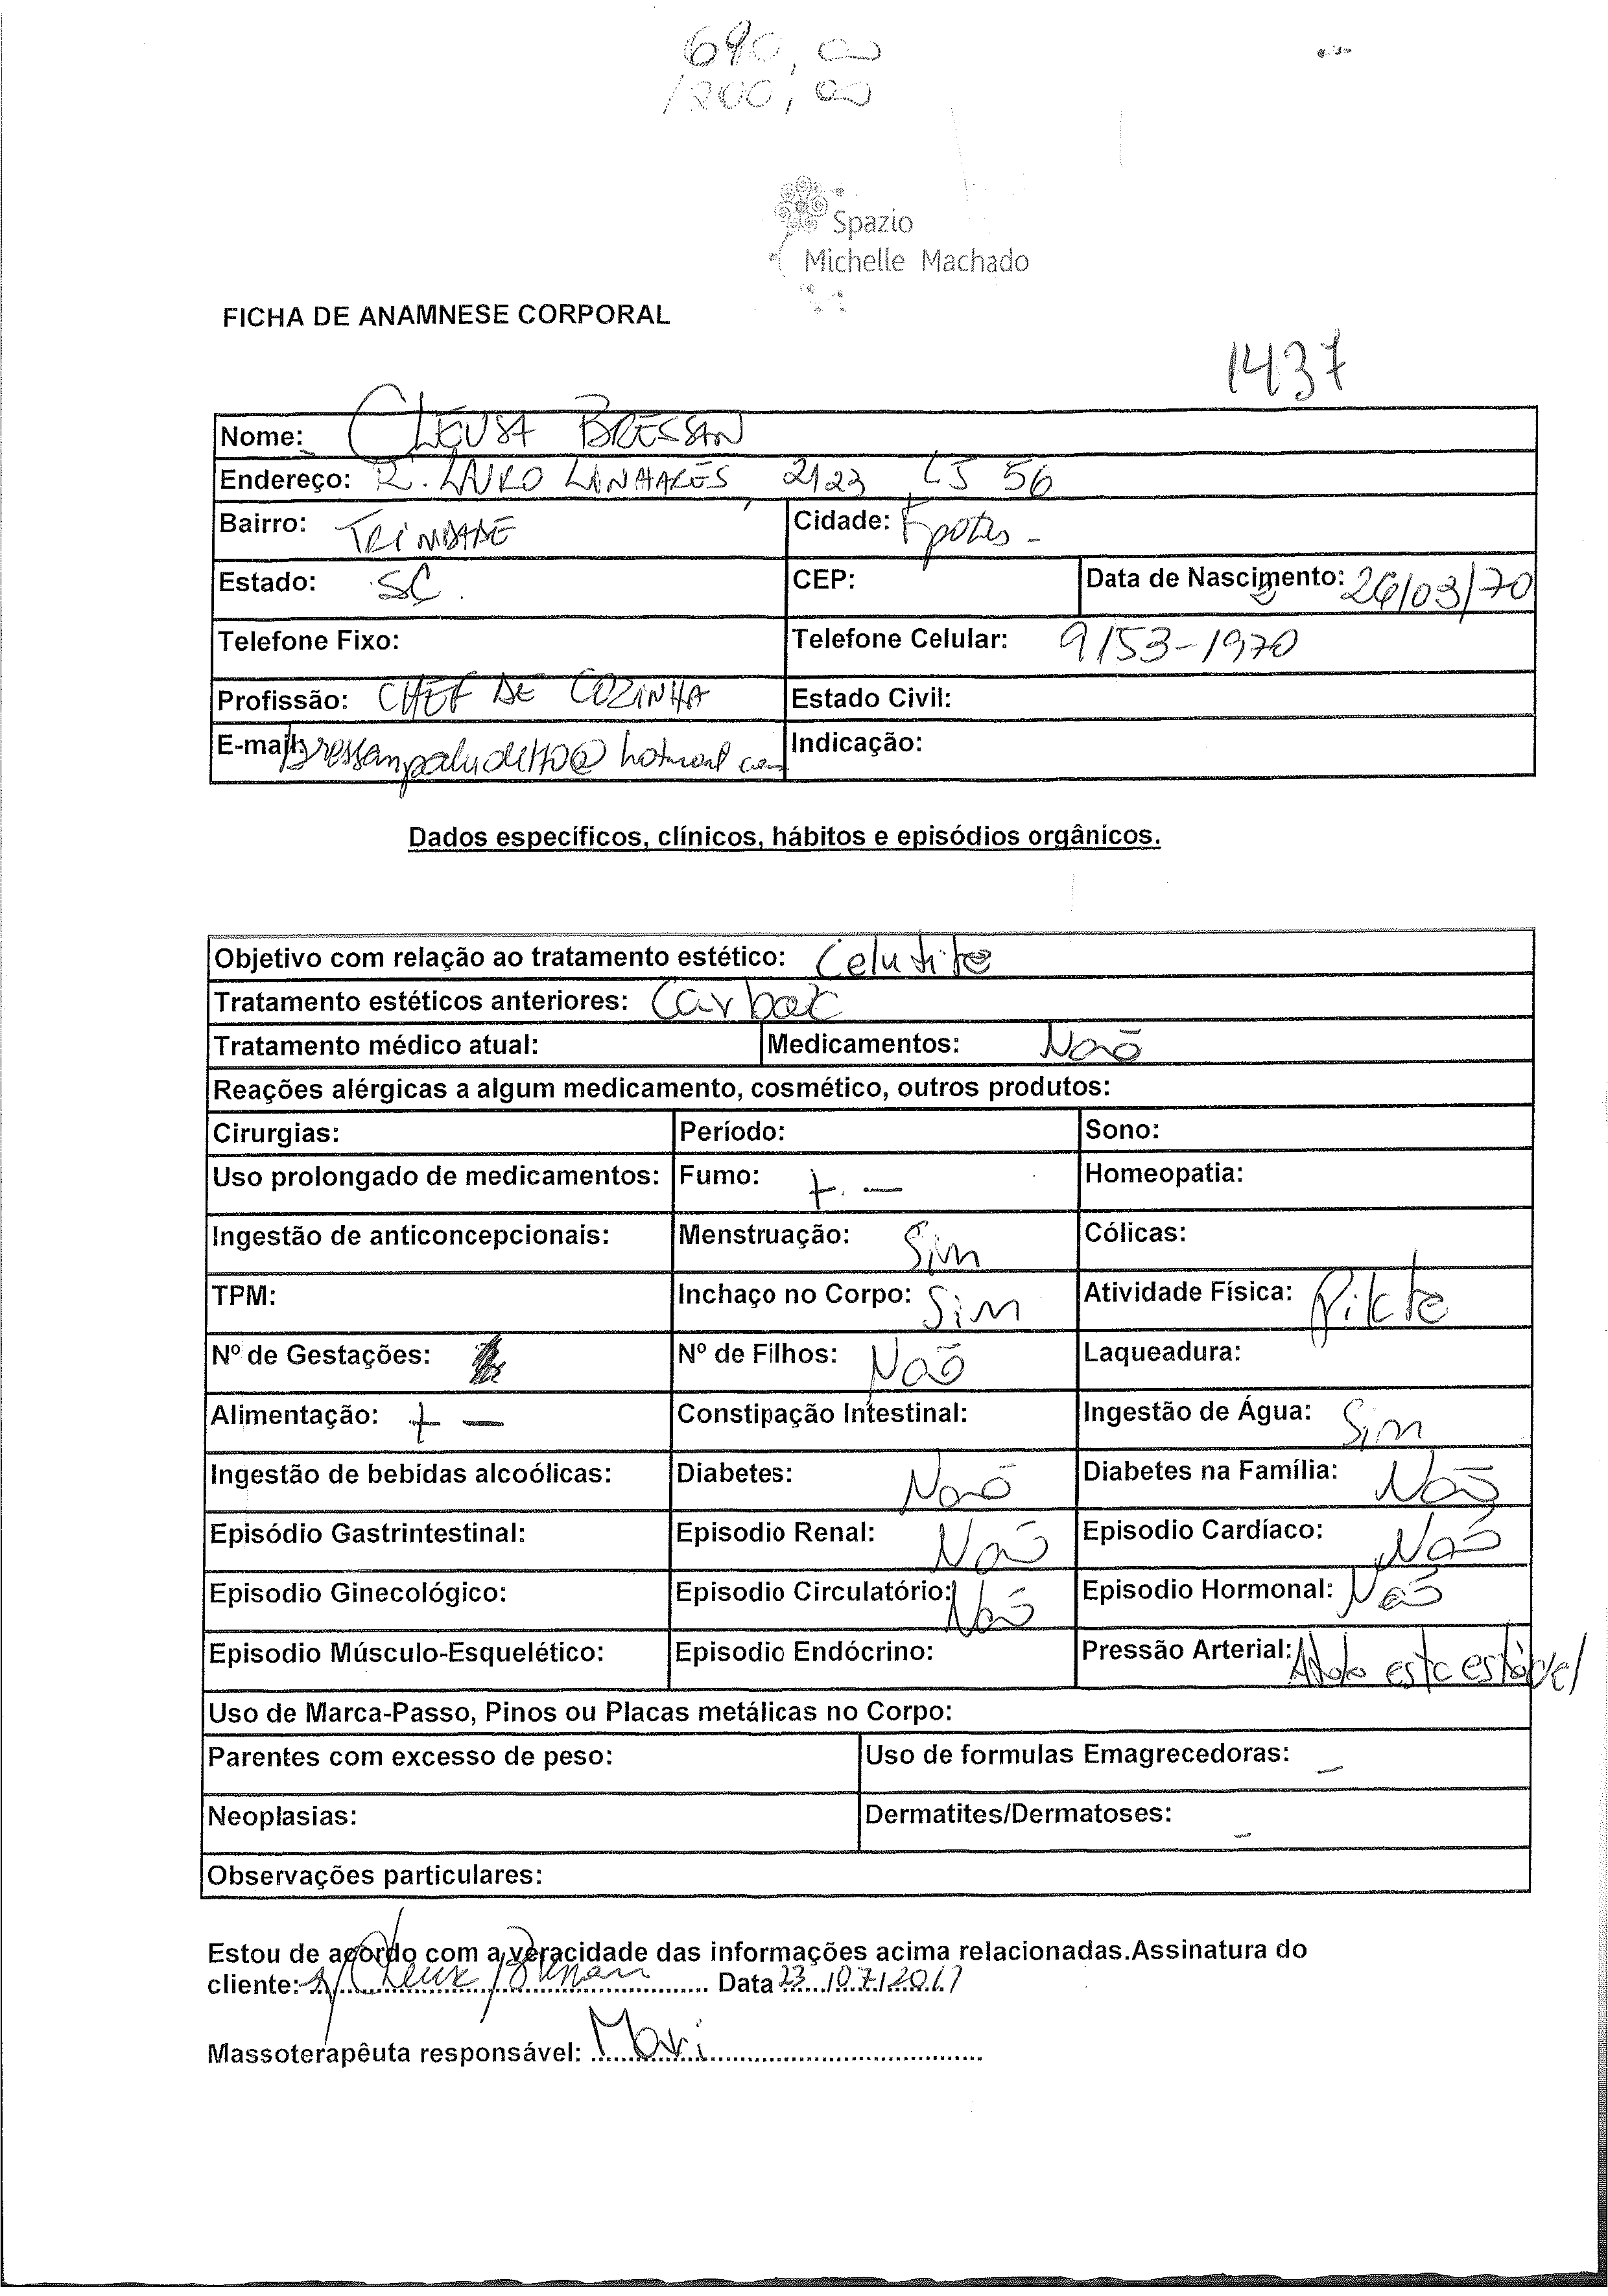 690,00
1200,00
Spazio
Michelle Machado
FICHA DE ANAMNESE CORPORAL
1437
Nome: CLEUSA BRESSAN
Endereço: R. LAURO LINHARES, 2123 LJ 56
Bairro: TRINDADE Cidade: Fpolis -
Estado: SC. CEP: Data de Nascimento: 26/03/70
Telefone Fixo: Telefone Celular: 9153-1970
Profissão: CHEF DE COZINHA Estado Civil:
E-mail: @hotmail com Indicação:
Dados específicos, clínicos, hábitos e episódios orgânicos.
Objetivo com relação ao tratamento estético: Celulite
Tratamento estéticos anteriores:
Tratamento médico atual: Medicamentos: Não
Reações alérgicas a algum medicamento, cosmético, outros produtos:
Cirurgias: Período: Sono:
Uso prolongado de medicamentos: Fumo: + - Homeopatia:
Ingestão de anticoncepcionais: Menstruação: Sim Cólicas:
TPM: Inchaço no Corpo: Sim Atividade Física:
Nº de Gestações: Nº de Filhos: Não Laqueadura:
Alimentação: + - Constipação Intestinal: Ingestão de Água: Sim
Ingestão de bebidas alcoólicas: Diabetes: Não Diabetes na Família: Não
Episódio Gastrintestinal: Episodio Renal: Não Episodio Cardíaco: Não
Episodio Ginecológico: Episodio Circulatório: Não Episodio Hormonal: Não
Episodio Músculo-Esquelético: Episodio Endócrino: Pressão Arterial: estável
Uso de Marca-Passo, Pinos ou Placas metálicas no Corpo:
Parentes com excesso de peso: Uso de formulas Emagrecedoras: -
Neoplasias: Dermatites/Dermatoses: -
Observações particulares:
Estou de acordo com a veracidade das informações acima relacionadas.Assinatura do
cliente: Data 23/07/2017
Massoterapêuta responsável: Mari